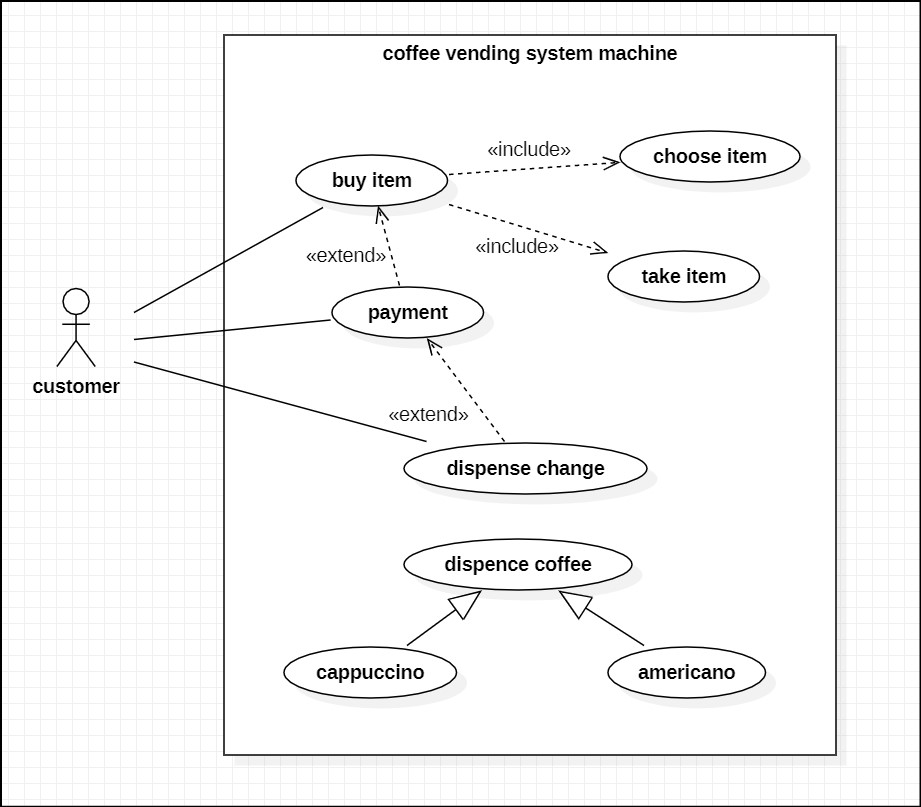 coffee vending system machine
«include»
choose item
buy item
«include»
«extend»
take item
payment
customer
«extend»
dispense change
dispence coffee
cappuccino
americano